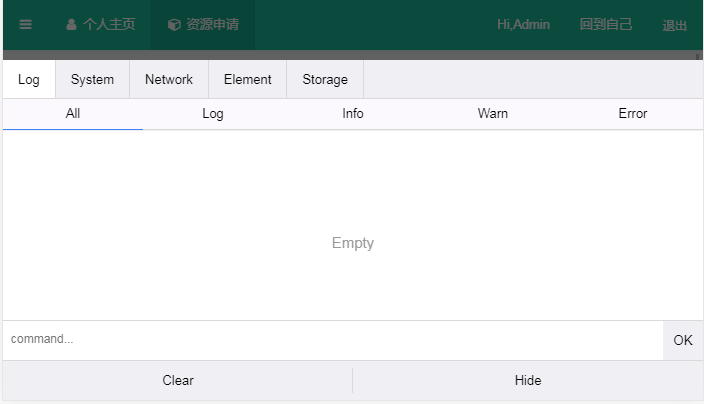 个人主页 资源申请 Hi,Admin 回到自己 退出
Log System Network Element Storage
All Log Info Warn Error
Empty
command... OK
Clear Hide